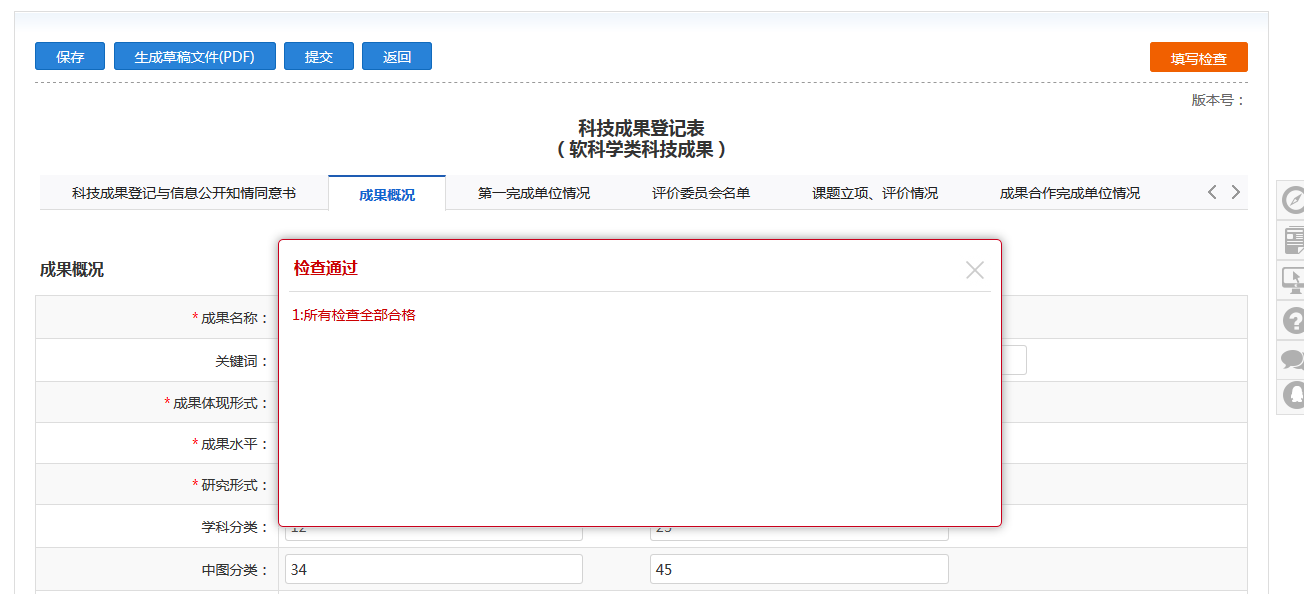 保存 生成草稿文件(PDF) 提交 返回 填写检查
版本号：
科技成果登记表
（软科学类科技成果）
科技成果登记与信息公开知情同意书 成果概况 第一完成单位情况 评价委员会名单 课题立项、评价情况 成果合作完成单位情况
成果概况
检查通过
1:所有检查全部合格
*成果名称：
关键词：
*成果体现形式：
*成果水平：
*研究形式：
学科分类： 12 23
中图分类： 34 45